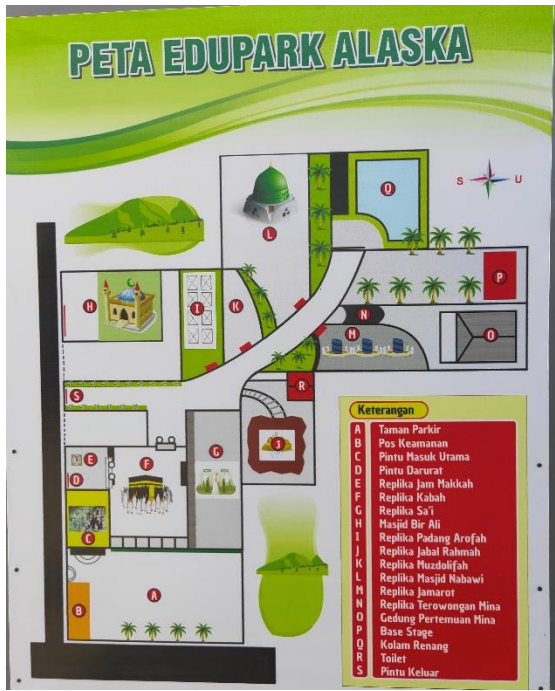 PETA EDUPARK ALASKA
Q
S U
L
P
H
I
K
N
M
O
S
R
J
E
F
G
D
C
B
A
Keterangan
A Taman Parkir
B Pos Keamanan
C Pintu Masuk Utama
D Pintu Darurat
E Replika Jam Makkah
F Replika Kabah
G Replika Sa'i
H Masjid Bir Ali
I Replika Padang Arofah
J Replika Jabal Rahmah
K Replika Muzdolifah
L Replika Masjid Nabawi
M Replika Jamarot
N Replika Terowongan Mina
O Gedung Pertemuan Mina
P Base Stage
Q Kolam Renang
R Toilet
S Pintu Keluar